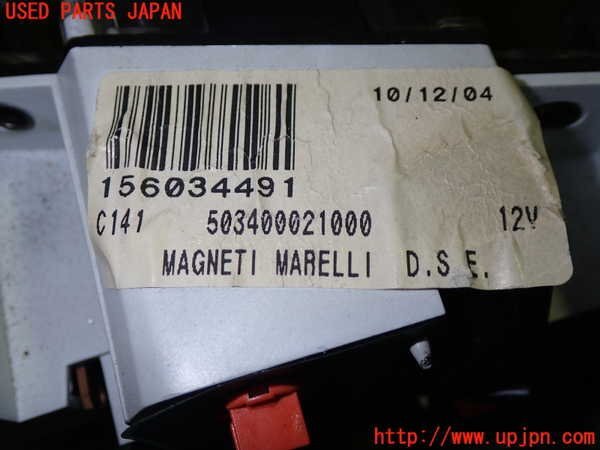 USED PARTS JAPAN
10/12/04
156034491
C141 503400021000 12V
MAGNETI MARELLI D.S.E.
http://www.upjpn.com/